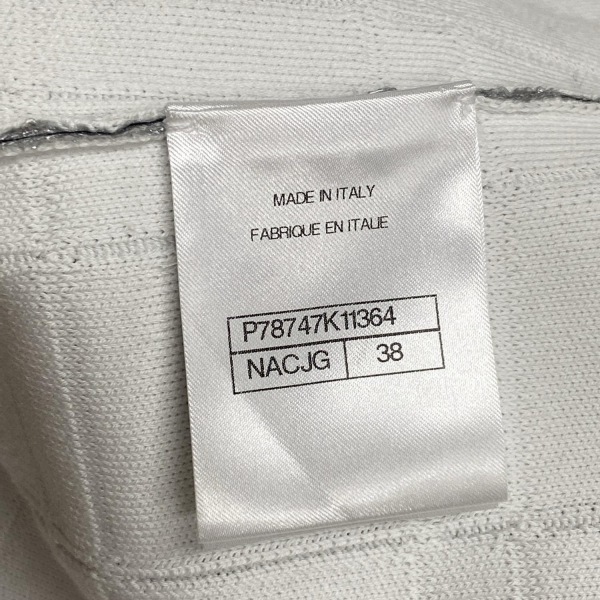 MADE IN ITALY
FABRIQUE EN ITALIE
P78747K11364
NACJG 38